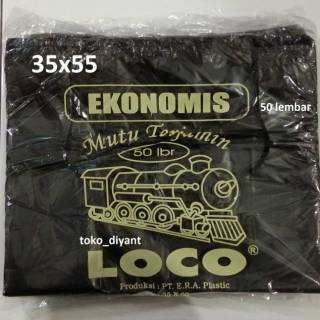 35x55
EKONOMIS
50 lembar
Mutu Terjamin
50 lbr
toko_diyant
LOCO®
Produksi : PT. E.R.A. Plastic